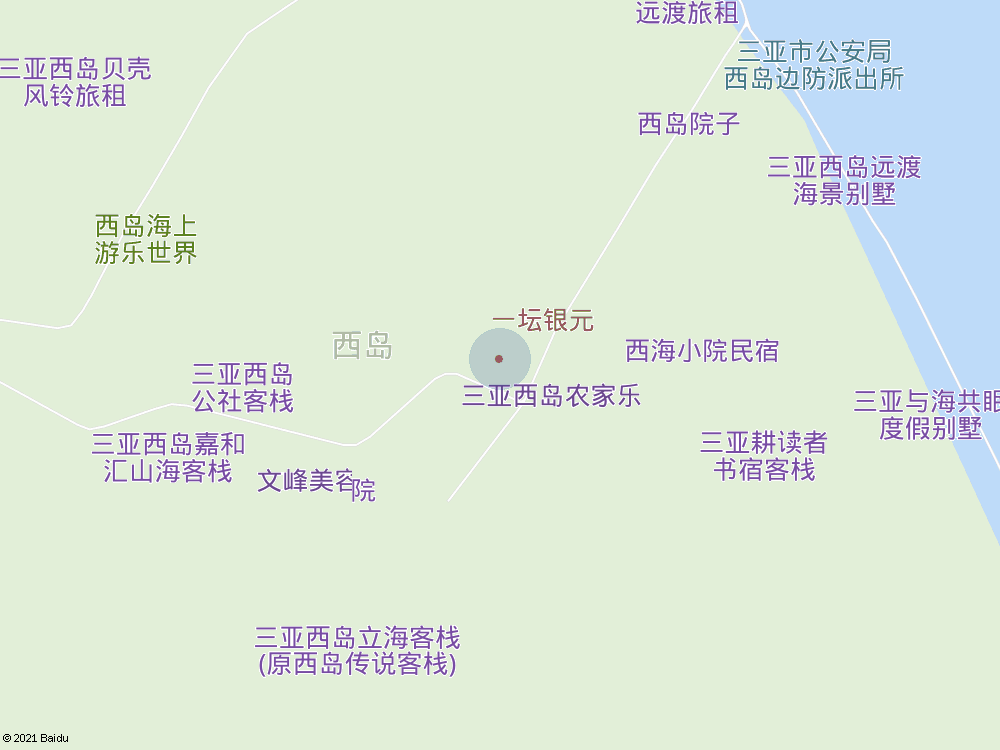 远渡旅租
三亚市公安局
西岛边防派出所
三亚西岛贝壳
风铃旅租
西岛院子
三亚西岛远渡
海景别墅
西岛海上
游乐世界
一坛银元
西岛
西海小院民宿
三亚西岛
公社客栈
三亚西岛农家乐
三亚与海共眠
度假别墅
三亚西岛嘉和
汇山海客栈
三亚耕读者
书宿客栈
文峰美容院
三亚西岛立海客栈
(原西岛传说客栈)
© 2021 Baidu